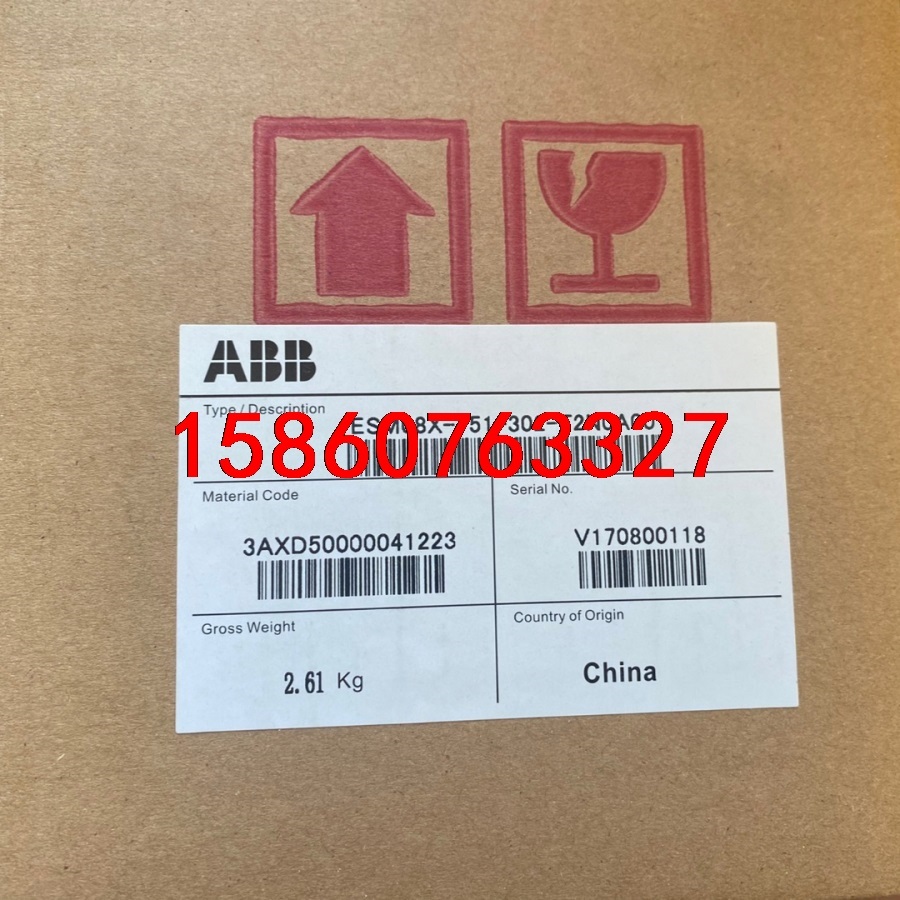 ABB
Type / Description
15860763327
Material Code
Serial No.
3AXD50000041223
V170800118
Gross Weight
Country of Origin
2.61 Kg
China